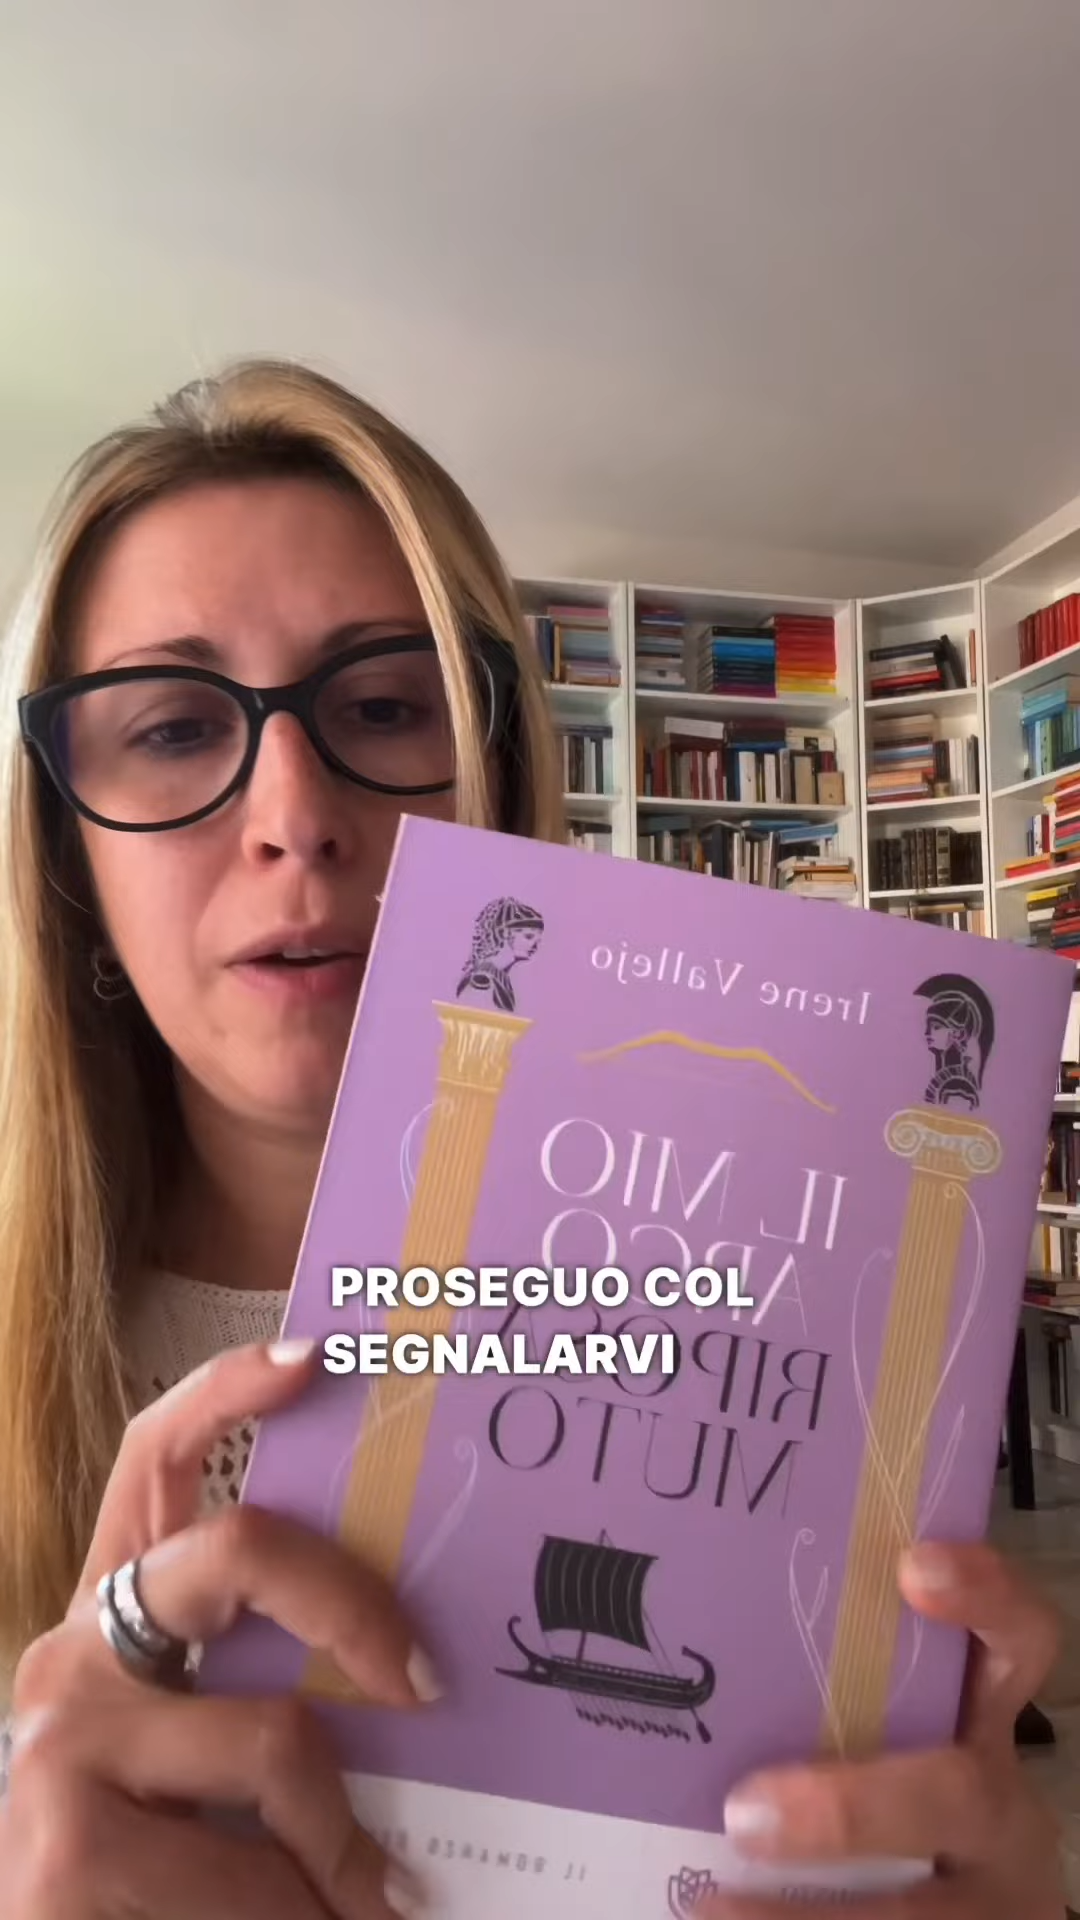 Irene Vallejo
IL MIO
ARCO
RIPOSA
MUTO
PROSEGUO COL
SEGNALARVI